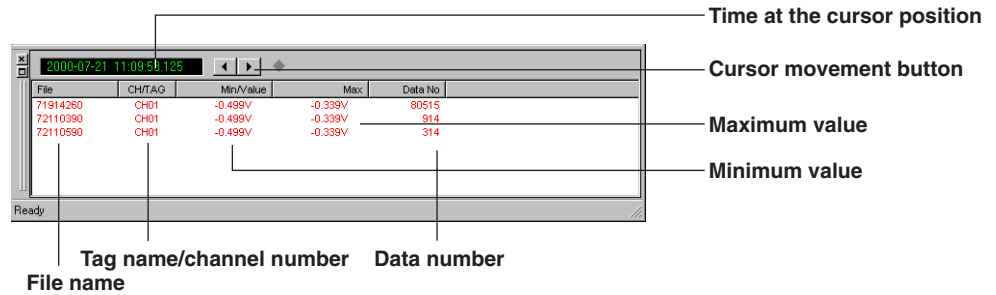 Time at the cursor position
2000-07-21 11:09:59.125
Cursor movement button
File CH/TAG Min/Value Max Data No
71914260 CH01 -0.499V -0.339V 80515
72110390 CH01 -0.499V -0.339V 914
72110590 CH01 -0.499V -0.339V 314
Maximum value
Minimum value
Ready
Tag name/channel number Data number
File name